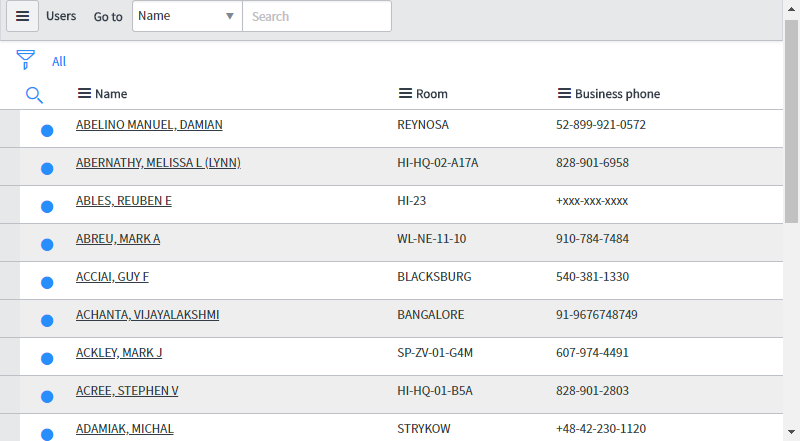 Users Go to Name Search
All
Name Room Business phone
ABELINO MANUEL, DAMIAN REYNOSA 52-899-921-0572
ABERNATHY, MELISSA L (LYNN) HI-HQ-02-A17A 828-901-6958
ABLES, REUBEN E HI-23 +xxx-xxx-xxxx
ABREU, MARK A WL-NE-11-10 910-784-7484
ACCIAI, GUY F BLACKSBURG 540-381-1330
ACHANTA, VIJAYALAKSHMI BANGALORE 91-9676748749
ACKLEY, MARK J SP-ZV-01-G4M 607-974-4491
ACREE, STEPHEN V HI-HQ-01-B5A 828-901-2803
ADAMIAK, MICHAL STRYKOW +48-42-230-1120